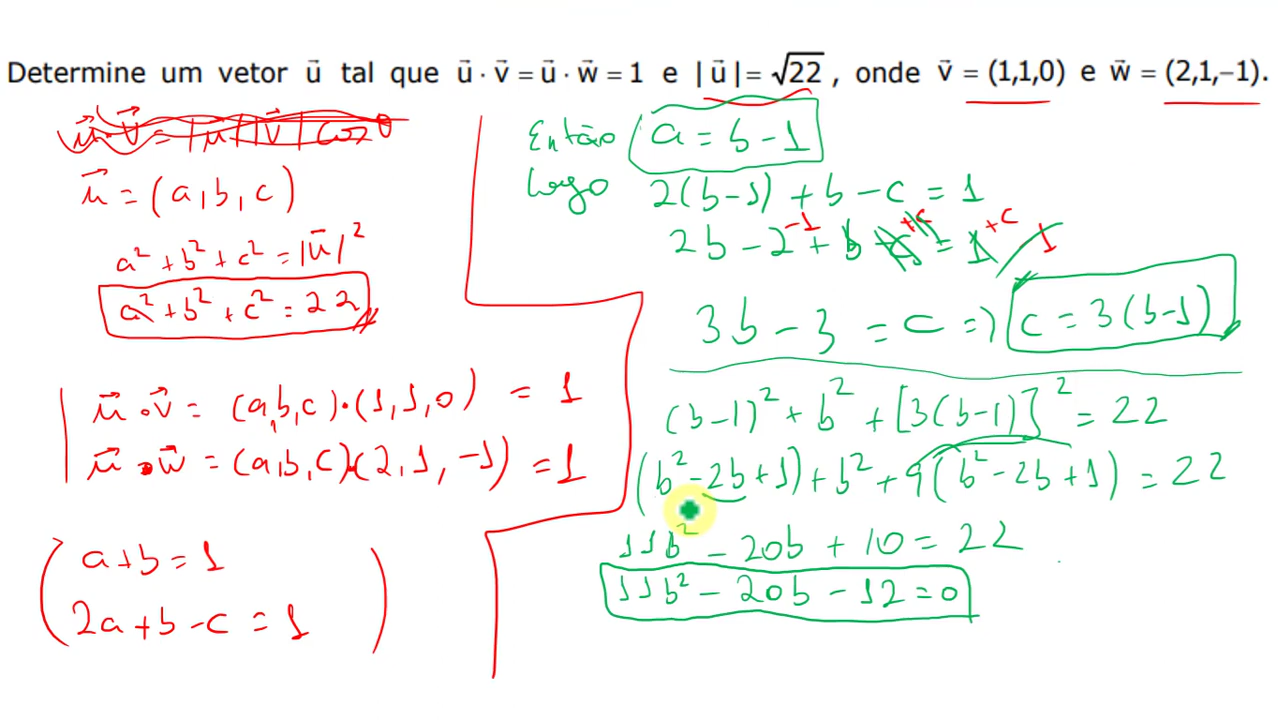 Determine um vetor u⃗ tal que u⃗ · v⃗ = u⃗ · w⃗ = 1 e | u⃗ |= √22 , onde v⃗ = (1,1,0) e w⃗ = (2,1,−1).
u⃗ · v⃗ = |u⃗| |v⃗| cos θ
u⃗ = (a, b, c)
a² + b² + c² = |u⃗|²
a² + b² + c² = 22
u⃗ · v⃗ = (a, b, c) · (1, 1, 0) = 1
u⃗ · w⃗ = (a, b, c) · (2, 1, -1) = 1
a + b = 1
2a + b - c = 1
Então a = b - 1
Logo 2(b-1) + b - c = 1
2b - 2 -1 + b - c +c = 1 +c 1
3b - 3 = c => c = 3(b-1)
(b-1)² + b² + [3(b-1)]² = 22
(b² - 2b + 1) + b² + 9(b² - 2b + 1) = 22
11b² - 20b + 10 = 22
11b² - 20b - 12 = 0